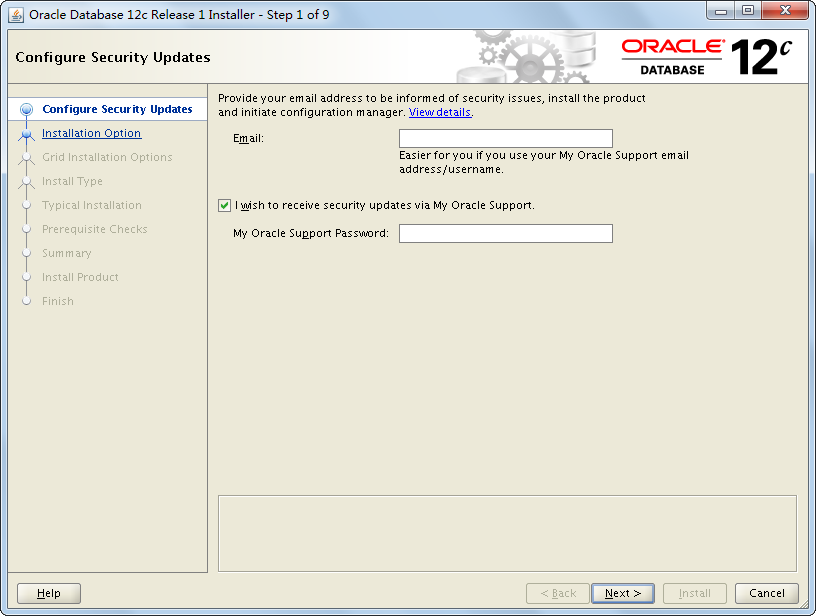 Oracle Database 12c Release 1 Installer - Step 1 of 9
Configure Security Updates
ORACLE
DATABASE
12c
Configure Security Updates
Installation Option
Grid Installation Options
Install Type
Typical Installation
Prerequisite Checks
Summary
Install Product
Finish
Provide your email address to be informed of security issues, install the product
and initiate configuration manager. View details.
Email:
Easier for you if you use your My Oracle Support email
address/username.
I wish to receive security updates via My Oracle Support.
My Oracle Support Password:
Help
< Back
Next >
Install
Cancel